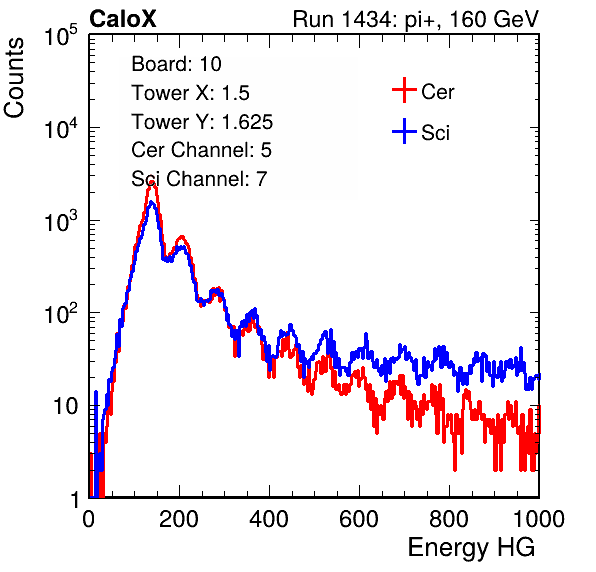 CaloX Run 1434: pi+, 160 GeV
Counts
Board: 10
Tower X: 1.5
Tower Y: 1.625
Cer Channel: 5
Sci Channel: 7
Cer
Sci
10^5
10^4
10^3
10^2
10
1
0 200 400 600 800 1000
Energy HG